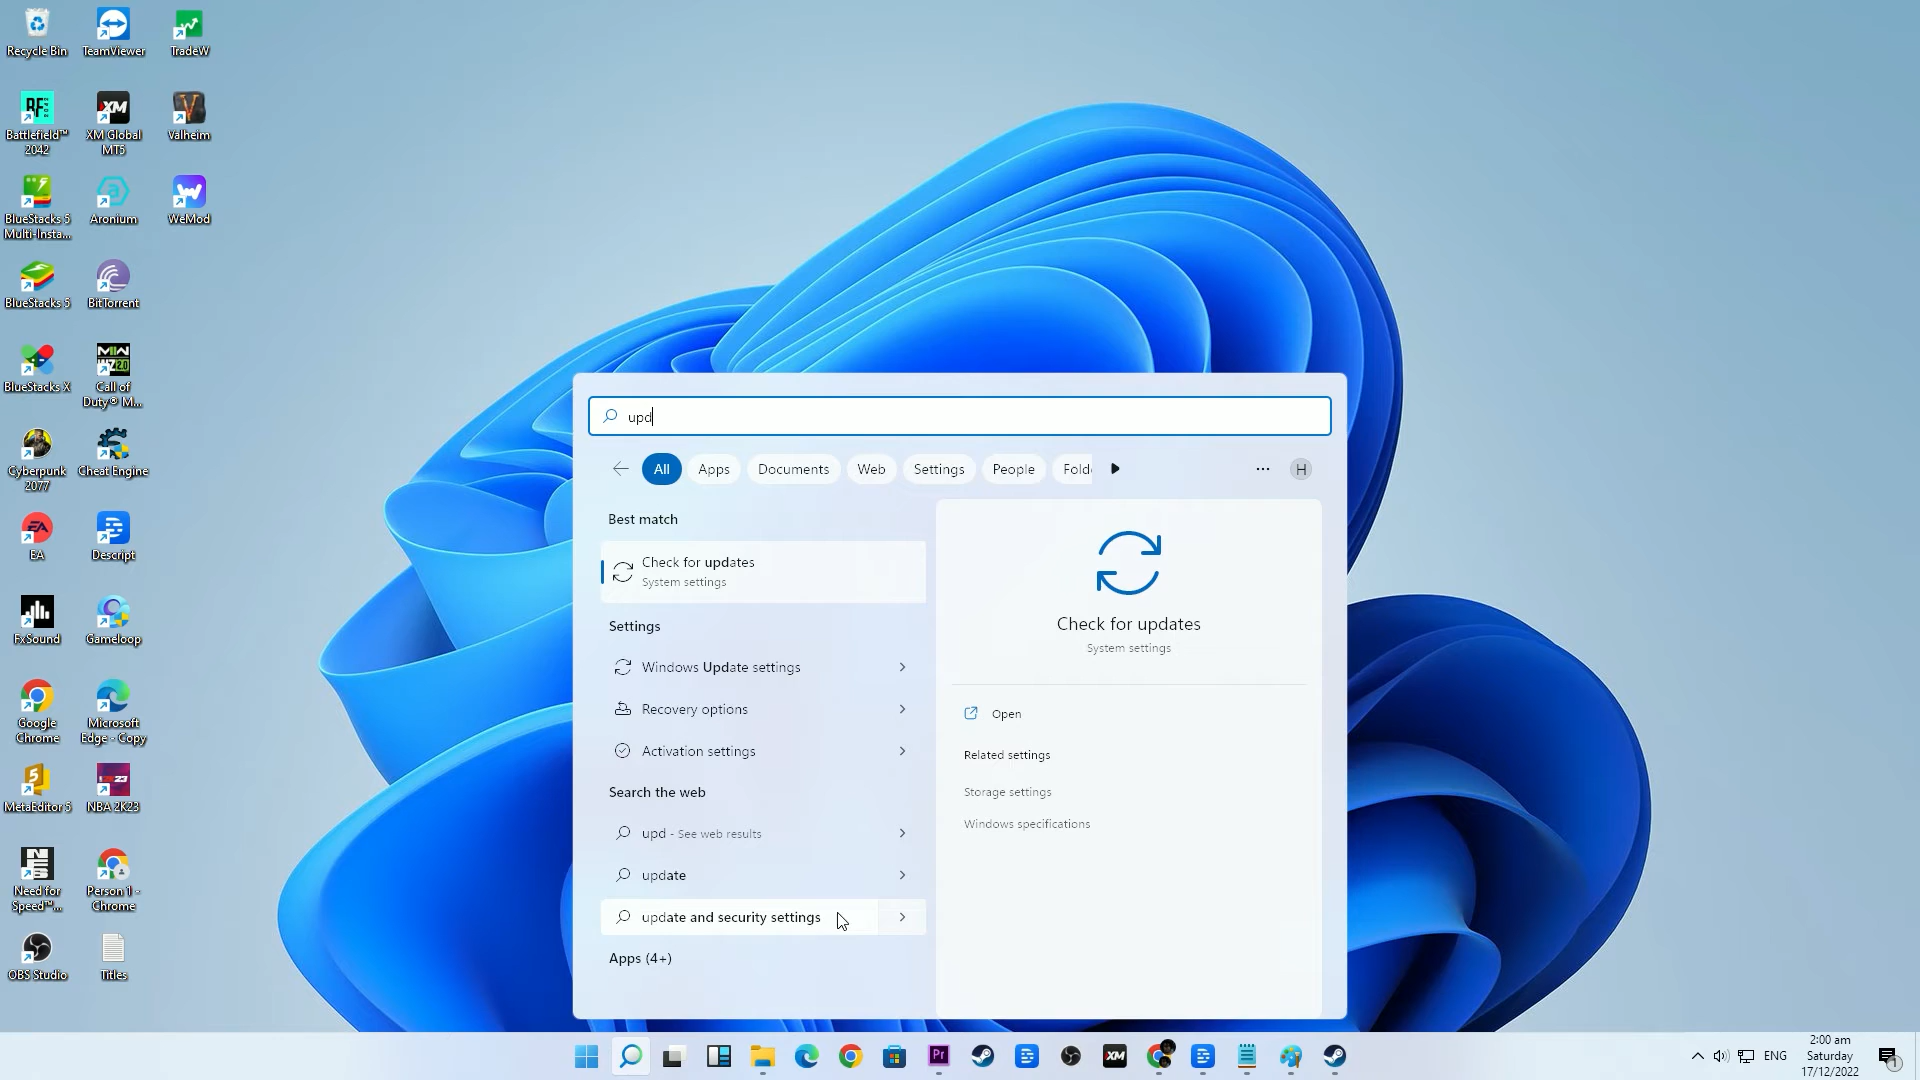 Recycle Bin
TeamViewer
TradeW
Battlefield™
2042
XM Global
MT5
Valheim
BlueStacks 5
Multi-Insta...
Aronium
WeMod
BlueStacks 5
BitTorrent
BlueStacks X
Call of
Duty® M...
Cyberpunk
2077
Cheat Engine
EA
Descript
FxSound
Gameloop
Google
Chrome
Microsoft
Edge - Copy
MetaEditor 5
NBA 2K23
Need for
Speed™...
Person 1 -
Chrome
OBS Studio
Titles
upd
All
Apps
Documents
Web
Settings
People
Fold
H
Best match
Check for updates
System settings
Settings
Windows Update settings
Recovery options
Activation settings
Search the web
upd - See web results
update
update and security settings
Apps (4+)
Check for updates
System settings
Open
Related settings
Storage settings
Windows specifications
Pr
XM
ENG
2:00 am
Saturday
17/12/2022
1